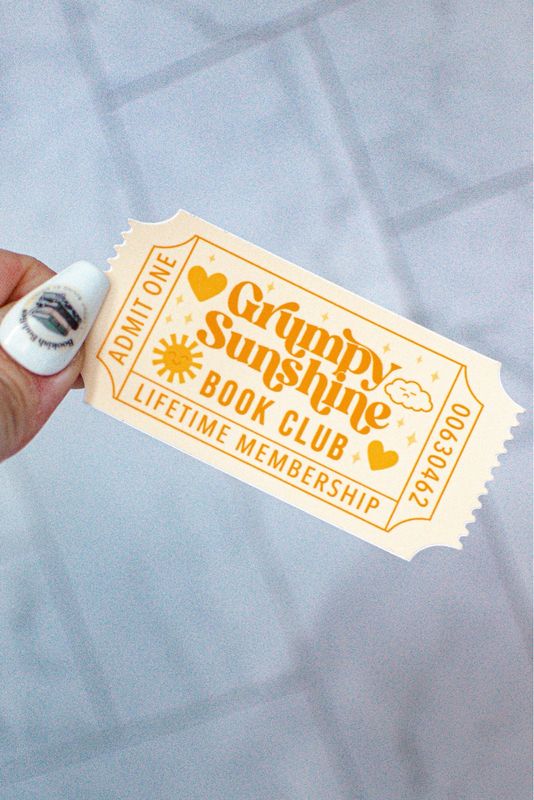 ADMIT ONE
Grumpy
Sunshine
BOOK CLUB
LIFETIME MEMBERSHIP
00630462